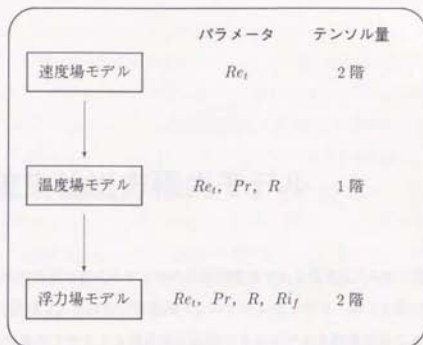 パラメータ テンソル量
速度場モデル Re_t 2階
温度場モデル Re_t, Pr, R 1階
浮力場モデル Re_t, Pr, R, Ri_f 2階